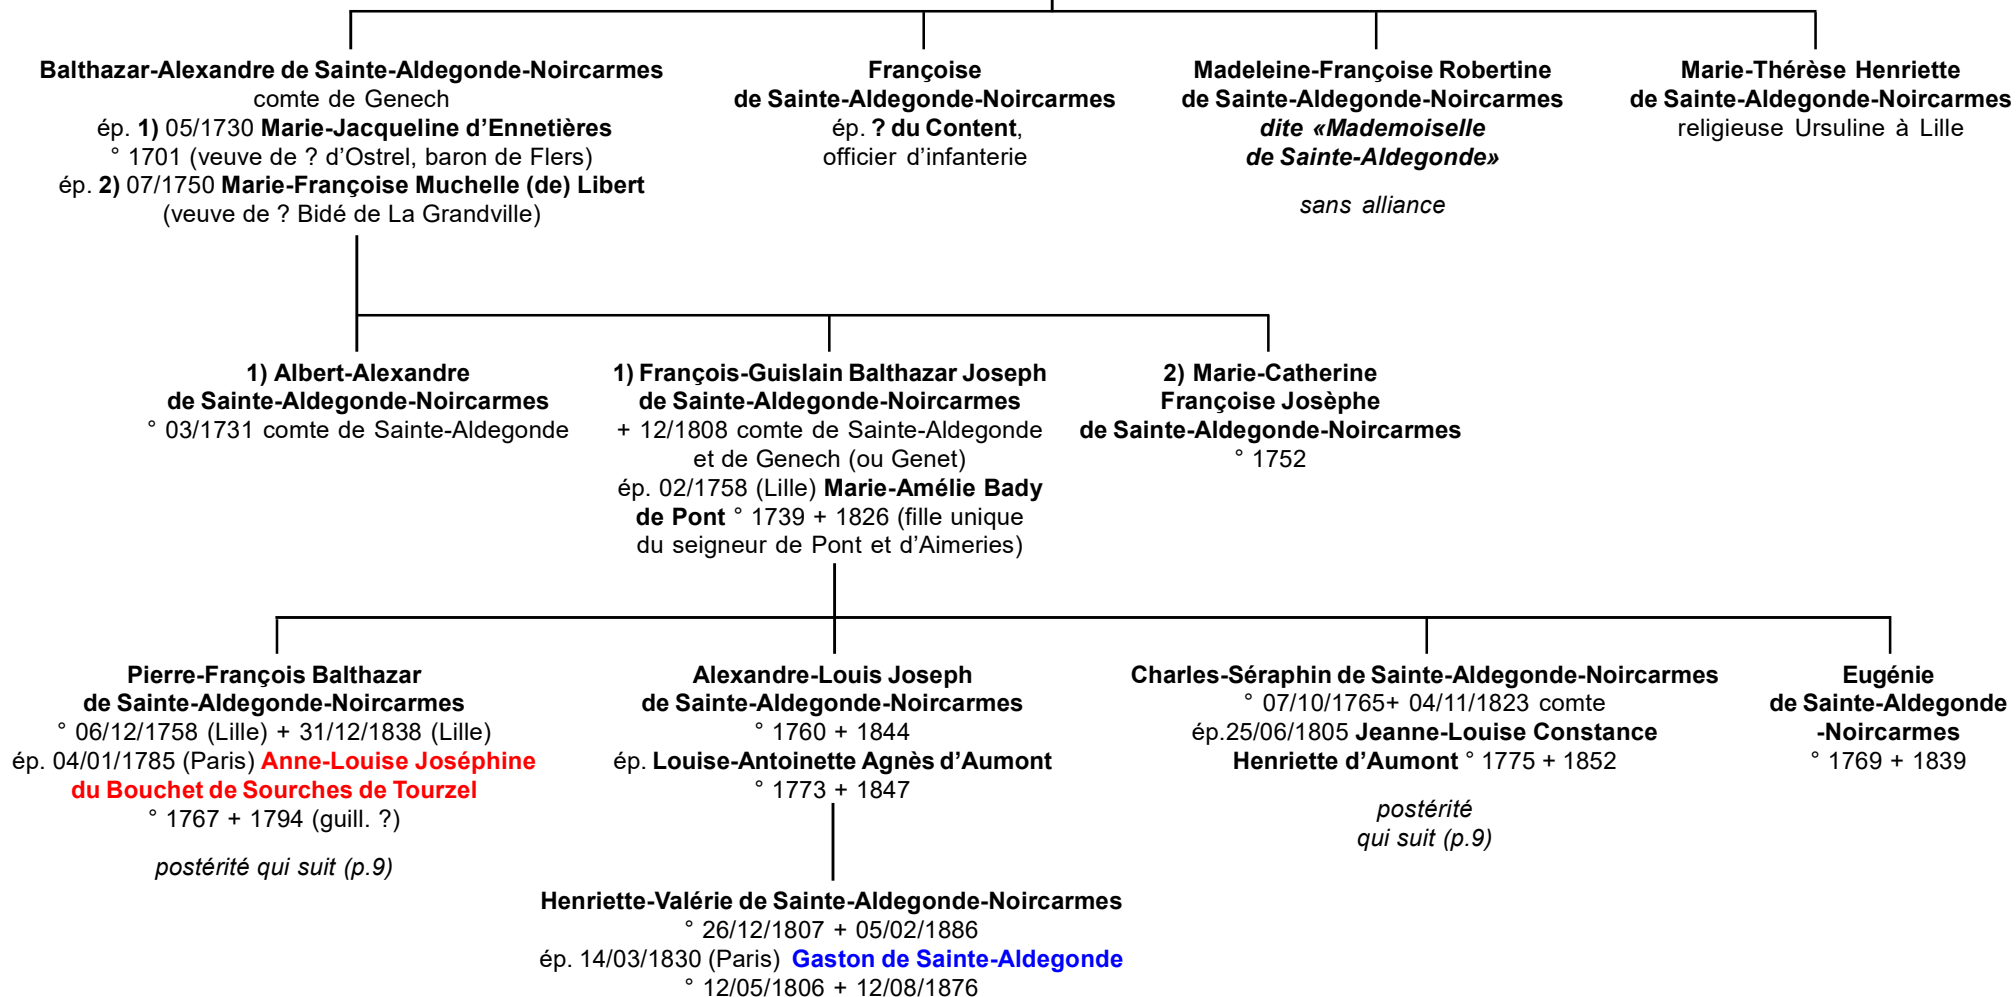 Balthazar-Alexandre de Sainte-Aldegonde-Noircarmes
comte de Genech
ép. 1) 05/1730 Marie-Jacqueline d’Ennetières
° 1701 (veuve de ? d’Ostrel, baron de Flers)
ép. 2) 07/1750 Marie-Françoise Muchelle (de) Libert
(veuve de ? Bidé de La Grandville)
Françoise
de Sainte-Aldegonde-Noircarmes
ép. ? du Content,
officier d’infanterie
Madeleine-Françoise Robertine
de Sainte-Aldegonde-Noircarmes
dite «Mademoiselle
de Sainte-Aldegonde»
sans alliance
Marie-Thérèse Henriette
de Sainte-Aldegonde-Noircarmes
religieuse Ursuline à Lille
1) Albert-Alexandre
de Sainte-Aldegonde-Noircarmes
° 03/1731 comte de Sainte-Aldegonde
1) François-Guislain Balthazar Joseph
de Sainte-Aldegonde-Noircarmes
+ 12/1808 comte de Sainte-Aldegonde
et de Genech (ou Genet)
ép. 02/1758 (Lille) Marie-Amélie Bady
de Pont ° 1739 + 1826 (fille unique
du seigneur de Pont et d’Aimeries)
2) Marie-Catherine
Françoise Josèphe
de Sainte-Aldegonde-Noircarmes
° 1752
Pierre-François Balthazar
de Sainte-Aldegonde-Noircarmes
° 06/12/1758 (Lille) + 31/12/1838 (Lille)
ép. 04/01/1785 (Paris) Anne-Louise Joséphine
du Bouchet de Sourches de Tourzel
° 1767 + 1794 (guill. ?)
postérité qui suit (p.9)
Alexandre-Louis Joseph
de Sainte-Aldegonde-Noircarmes
° 1760 + 1844
ép. Louise-Antoinette Agnès d’Aumont
° 1773 + 1847
Charles-Séraphin de Sainte-Aldegonde-Noircarmes
° 07/10/1765+ 04/11/1823 comte
ép.25/06/1805 Jeanne-Louise Constance
Henriette d’Aumont ° 1775 + 1852
postérité
qui suit (p.9)
Eugénie
de Sainte-Aldegonde
-Noircarmes
° 1769 + 1839
Henriette-Valérie de Sainte-Aldegonde-Noircarmes
° 26/12/1807 + 05/02/1886
ép. 14/03/1830 (Paris) Gaston de Sainte-Aldegonde
° 12/05/1806 + 12/08/1876